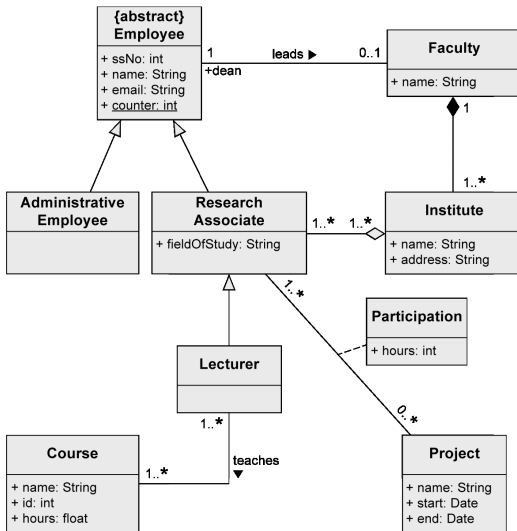 {abstract}
Employee
+ ssNo: int
+ name: String
+ email: String
+ counter: int
1
+dean
leads ▶
0..1
Faculty
+ name: String
1
1..*
Administrative
Employee
Research
Associate
+ fieldOfStudy: String
1..*
1..*
Institute
+ name: String
+ address: String
1..*
Participation
+ hours: int
0..*
Lecturer
1..*
teaches
▼
1..*
Course
+ name: String
+ id: int
+ hours: float
Project
+ name: String
+ start: Date
+ end: Date